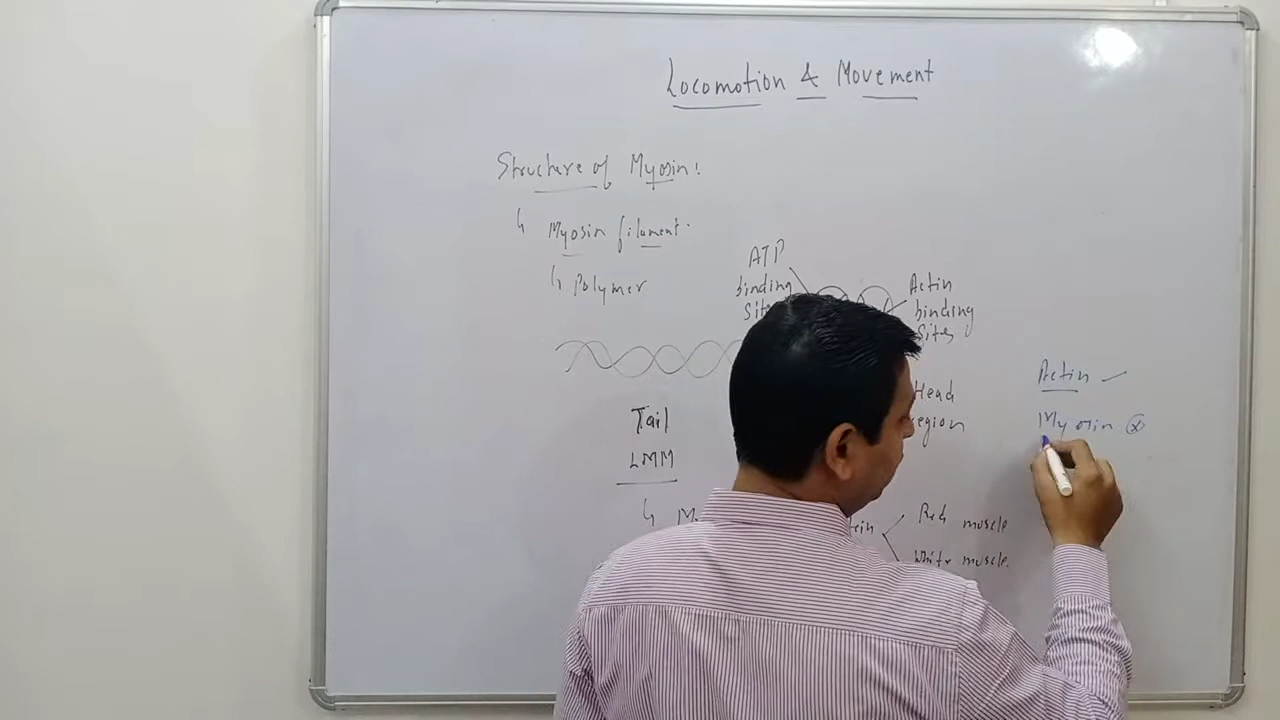 Locomotion & Movement
Structure of Myosin:
↳ Myosin filament.
↳ Polymer
ATP
binding
Actin
binding
Sites
Head
region
Tail
LMM
Actin ✓
Myosin ⓧ
Red muscle
White muscle.